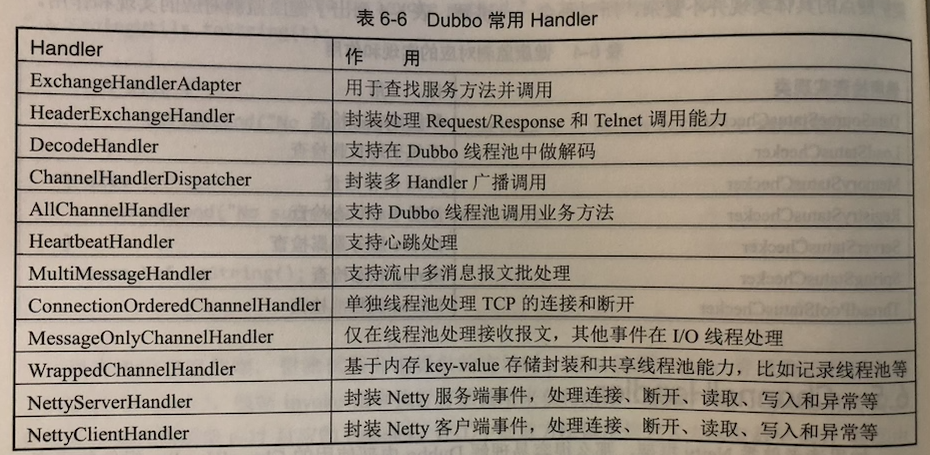 表 6-6 Dubbo 常用 Handler
Handler 作 用
ExchangeHandlerAdapter 用于查找服务方法并调用
HeaderExchangeHandler 封装处理 Request/Response 和 Telnet 调用能力
DecodeHandler 支持在 Dubbo 线程池中做解码
ChannelHandlerDispatcher 封装多 Handler 广播调用
AllChannelHandler 支持 Dubbo 线程池调用业务方法
HeartbeatHandler 支持心跳处理
MultiMessageHandler 支持流中多消息报文批处理
ConnectionOrderedChannelHandler 单独线程池处理 TCP 的连接和断开
MessageOnlyChannelHandler 仅在线程池处理接收报文，其他事件在 I/O 线程处理
WrappedChannelHandler 基于内存 key-value 存储封装和共享线程池能力，比如记录线程池等
NettyServerHandler 封装 Netty 服务端事件，处理连接、断开、读取、写入和异常等
NettyClientHandler 封装 Netty 客户端事件，处理连接、断开、读取、写入和异常等